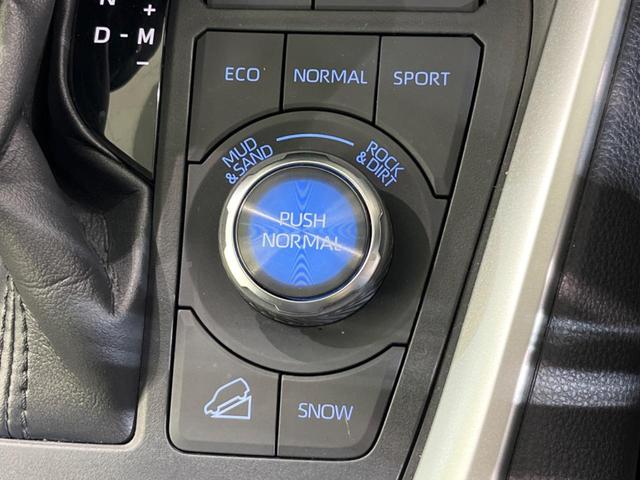 N
+
D - M
-
ECO
NORMAL
SPORT
MUD
& SAND
ROCK
& DIRT
PUSH
NORMAL
SNOW